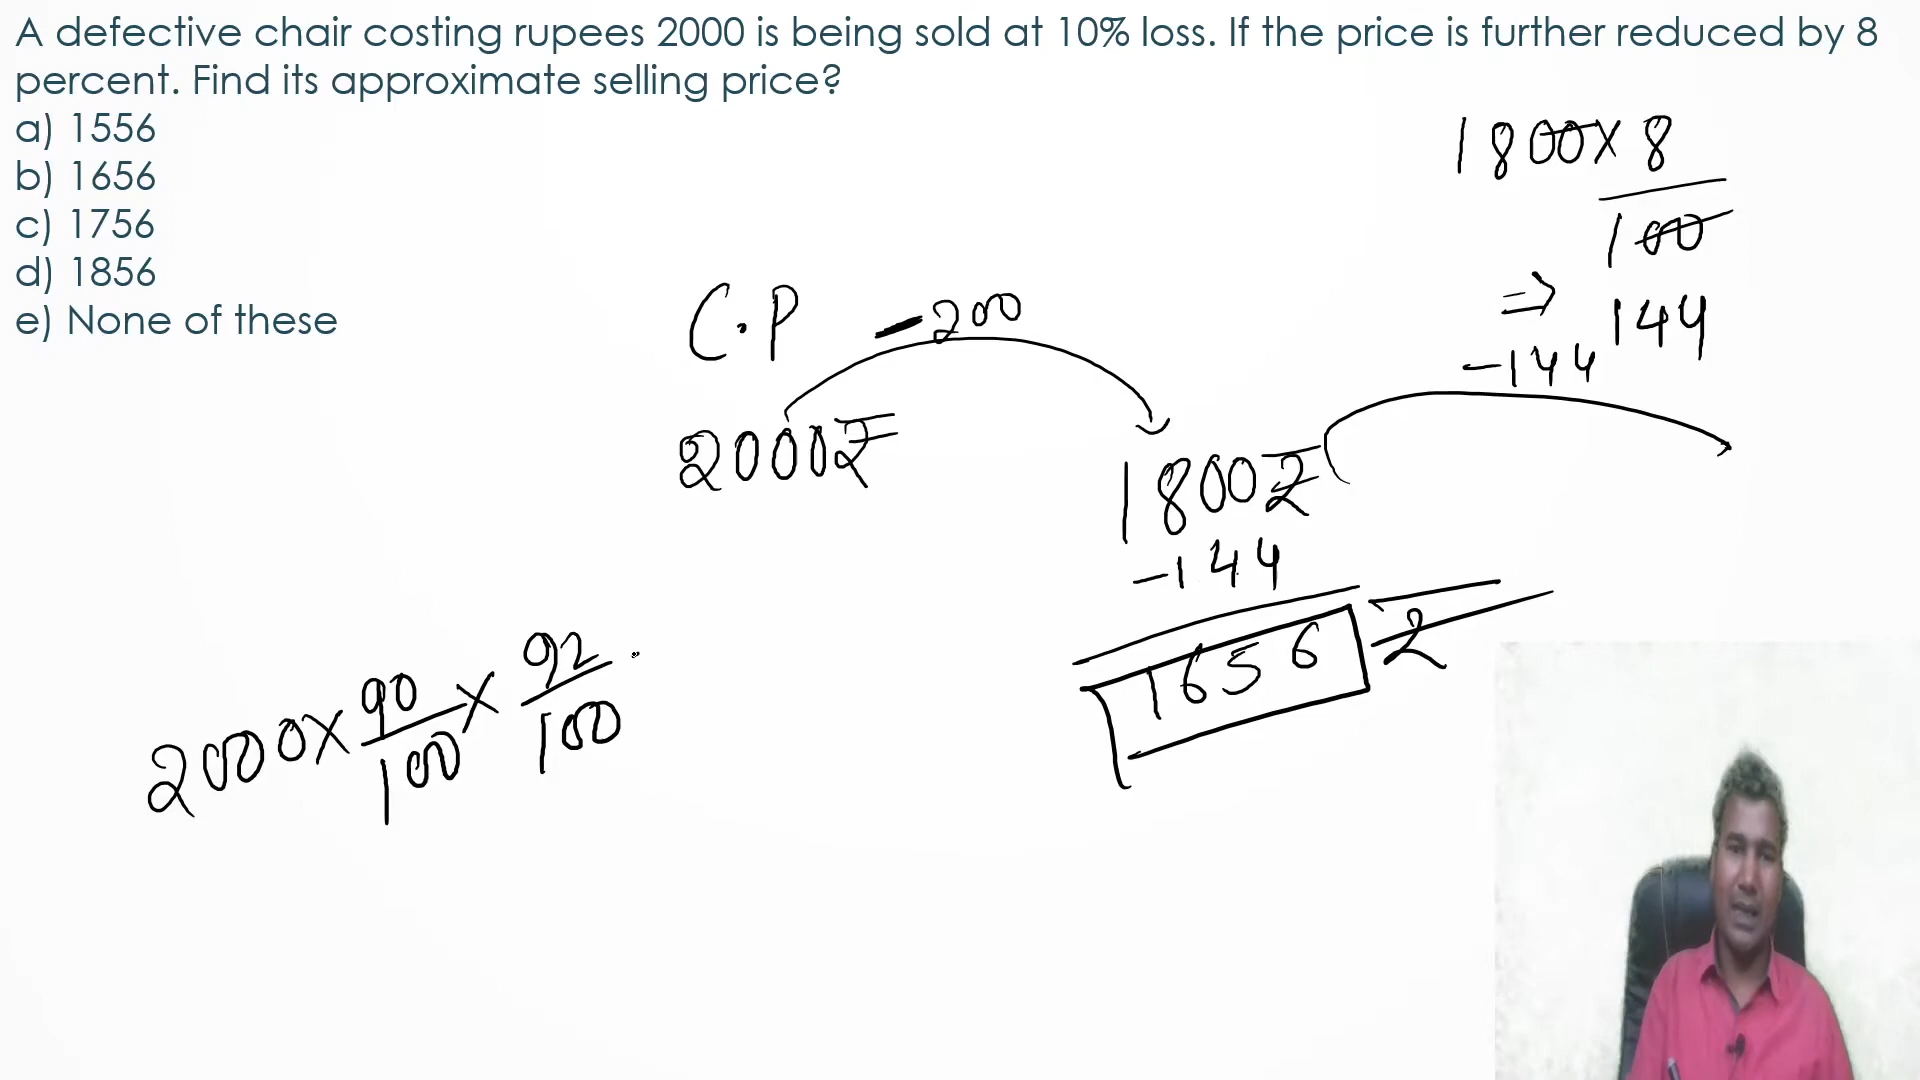 A defective chair costing rupees 2000 is being sold at 10% loss. If the price is further reduced by 8
percent. Find its approximate selling price?
a) 1556
b) 1656
c) 1756
d) 1856
e) None of these
1800 x 8
100
⇒ 144
C.P
-200
-144
2000₹
1800₹
-144
1656 ₹
2000 x 90/100 x 92/100